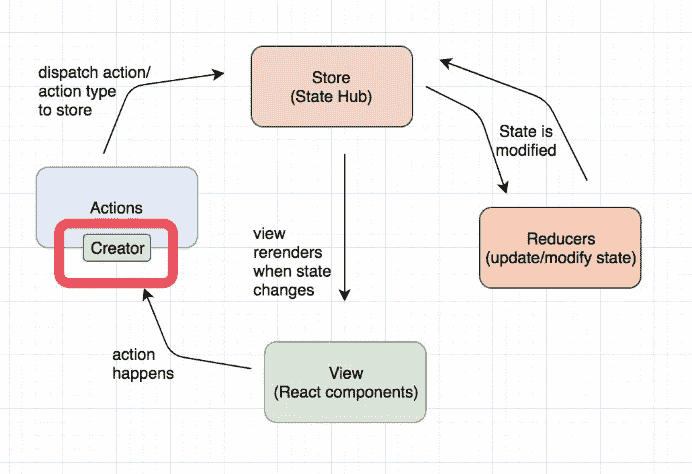 dispatch action/
action type
to store
Store
(State Hub)
State is
modified
Actions
Creator
Reducers
(update/modify state)
view
rerenders
when state
changes
action
happens
View
(React components)